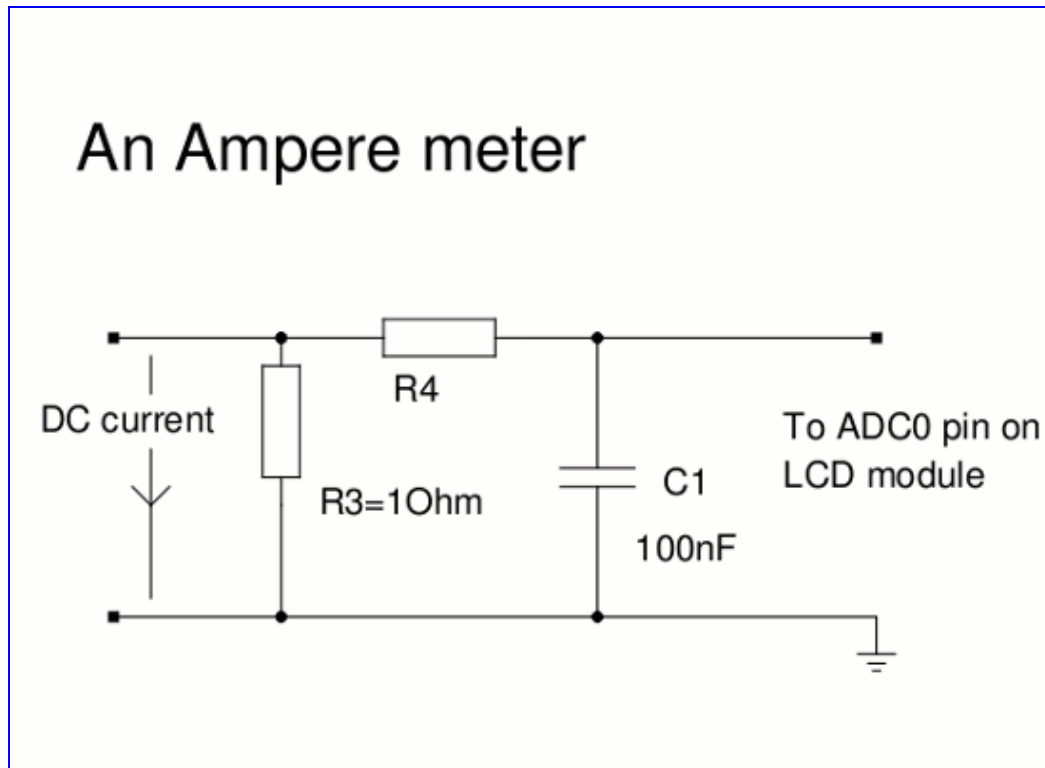 An Ampere meter
R4
DC current
To ADC0 pin on
LCD module
R3=1Ohm
C1
100nF